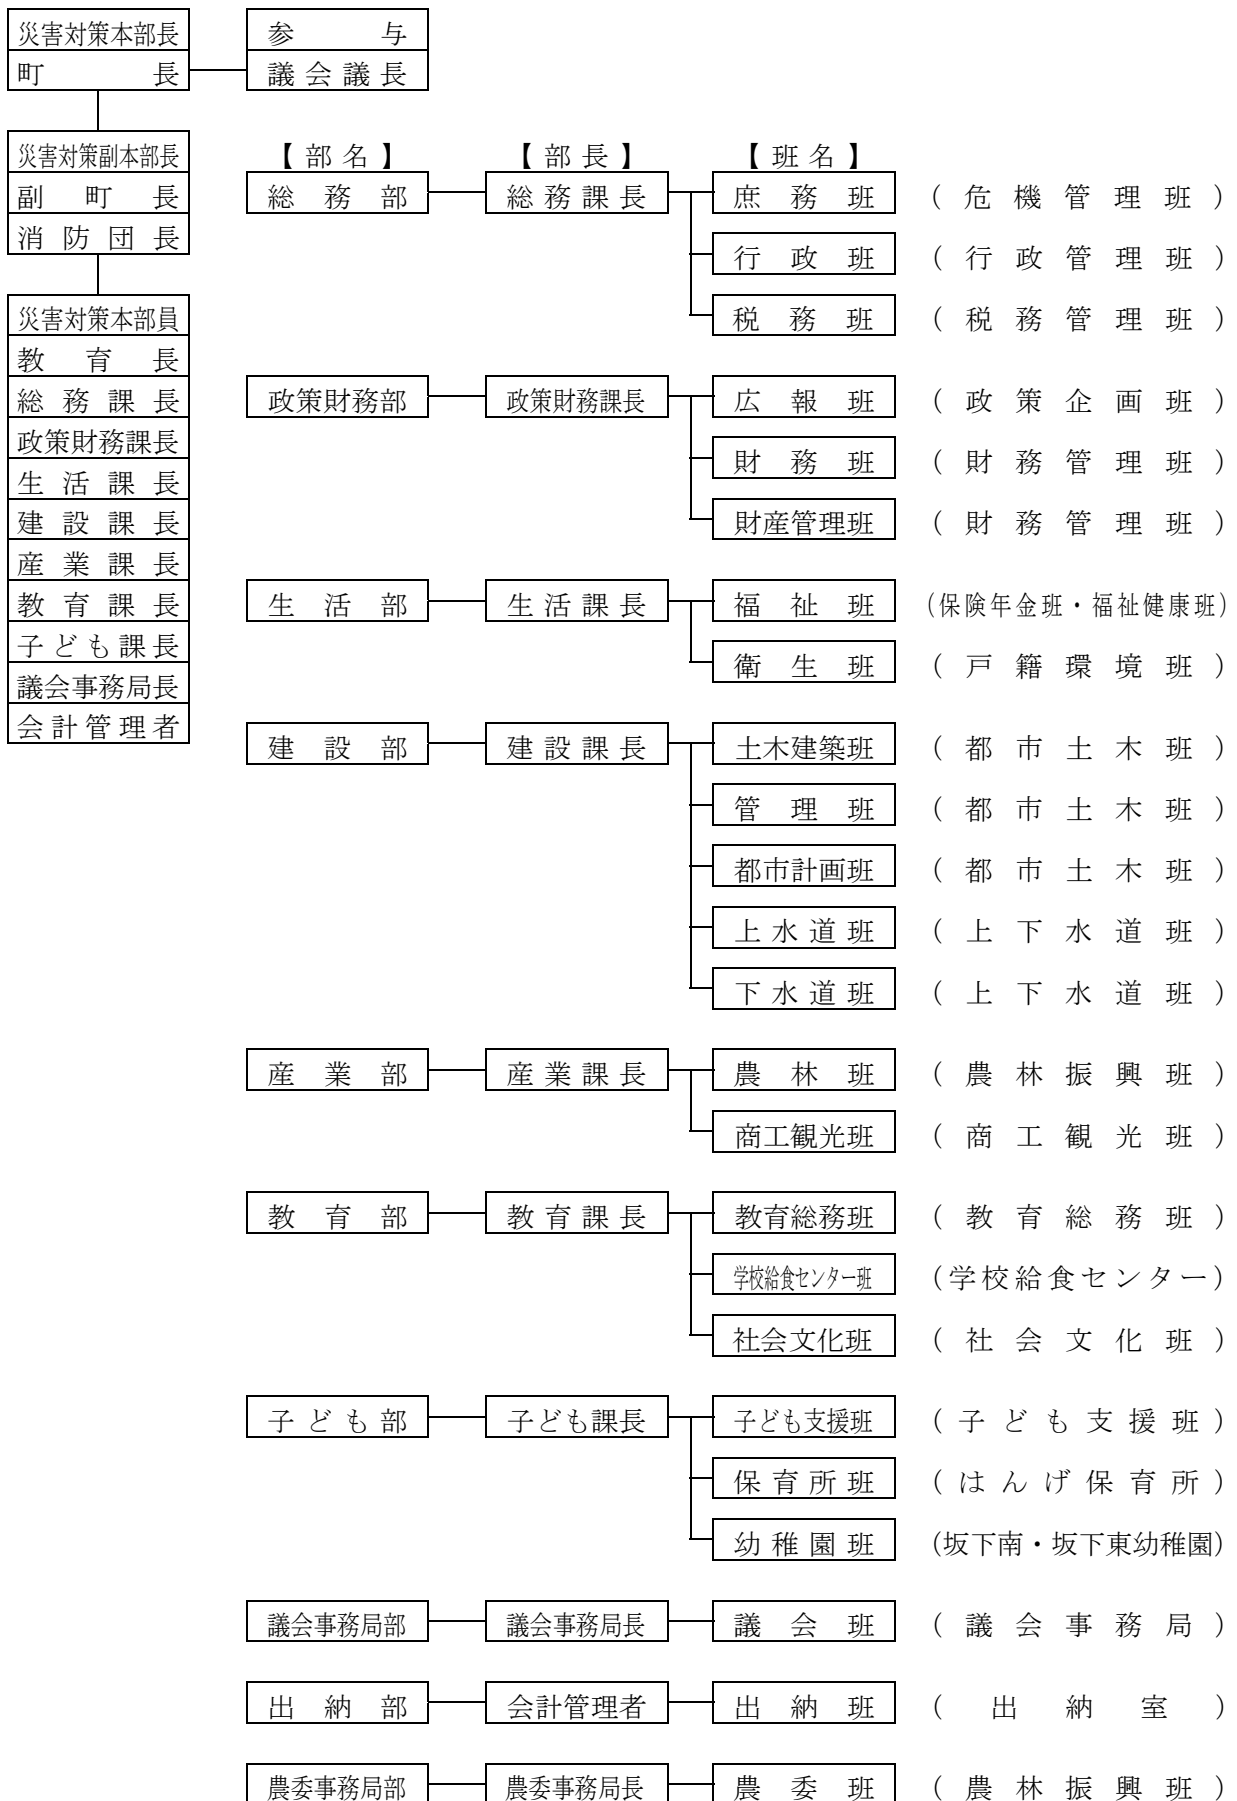 災害対策本部長
町長
参与
議会議長
災害対策副本部長
副町長
消防団長
災害対策本部員
教育長
総務課長
政策財務課長
生活課長
建設課長
産業課長
教育課長
子ども課長
議会事務局長
会計管理者
【部名】 【部長】 【班名】
総務部 総務課長 庶務班 (危機管理班)
行政班 (行政管理班)
税務班 (税務管理班)
政策財務部 政策財務課長 広報班 (政策企画班)
財務班 (財務管理班)
財産管理班 (財務管理班)
生活部 生活課長 福祉班 (保険年金班・福祉健康班)
衛生班 (戸籍環境班)
建設部 建設課長 土木建築班 (都市土木班)
管理班 (都市土木班)
都市計画班 (都市土木班)
上水道班 (上下水道班)
下水道班 (上下水道班)
産業部 産業課長 農林班 (農林振興班)
商工観光班 (商工観光班)
教育部 教育課長 教育総務班 (教育総務班)
学校給食センター班 (学校給食センター)
社会文化班 (社会文化班)
子ども部 子ども課長 子ども支援班 (子ども支援班)
保育所班 (はんげ保育所)
幼稚園班 (坂下南・坂下東幼稚園)
議会事務局部 議会事務局長 議会班 (議会事務局)
出納部 会計管理者 出納班 (出納室)
農委事務局部 農委事務局長 農委班 (農林振興班)